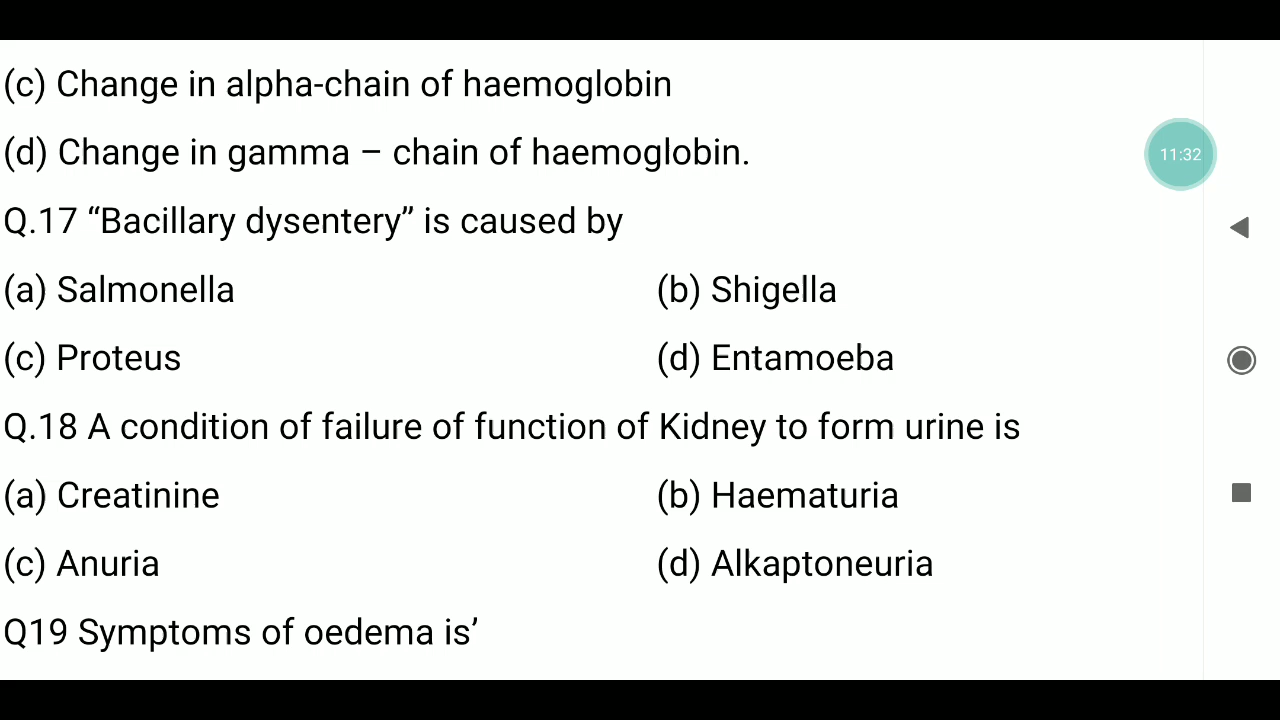 (c) Change in alpha-chain of haemoglobin
(d) Change in gamma – chain of haemoglobin.
11:32
Q.17 “Bacillary dysentery” is caused by
(a) Salmonella (b) Shigella
(c) Proteus (d) Entamoeba
Q.18 A condition of failure of function of Kidney to form urine is
(a) Creatinine (b) Haematuria
(c) Anuria (d) Alkaptoneuria
Q19 Symptoms of oedema is’